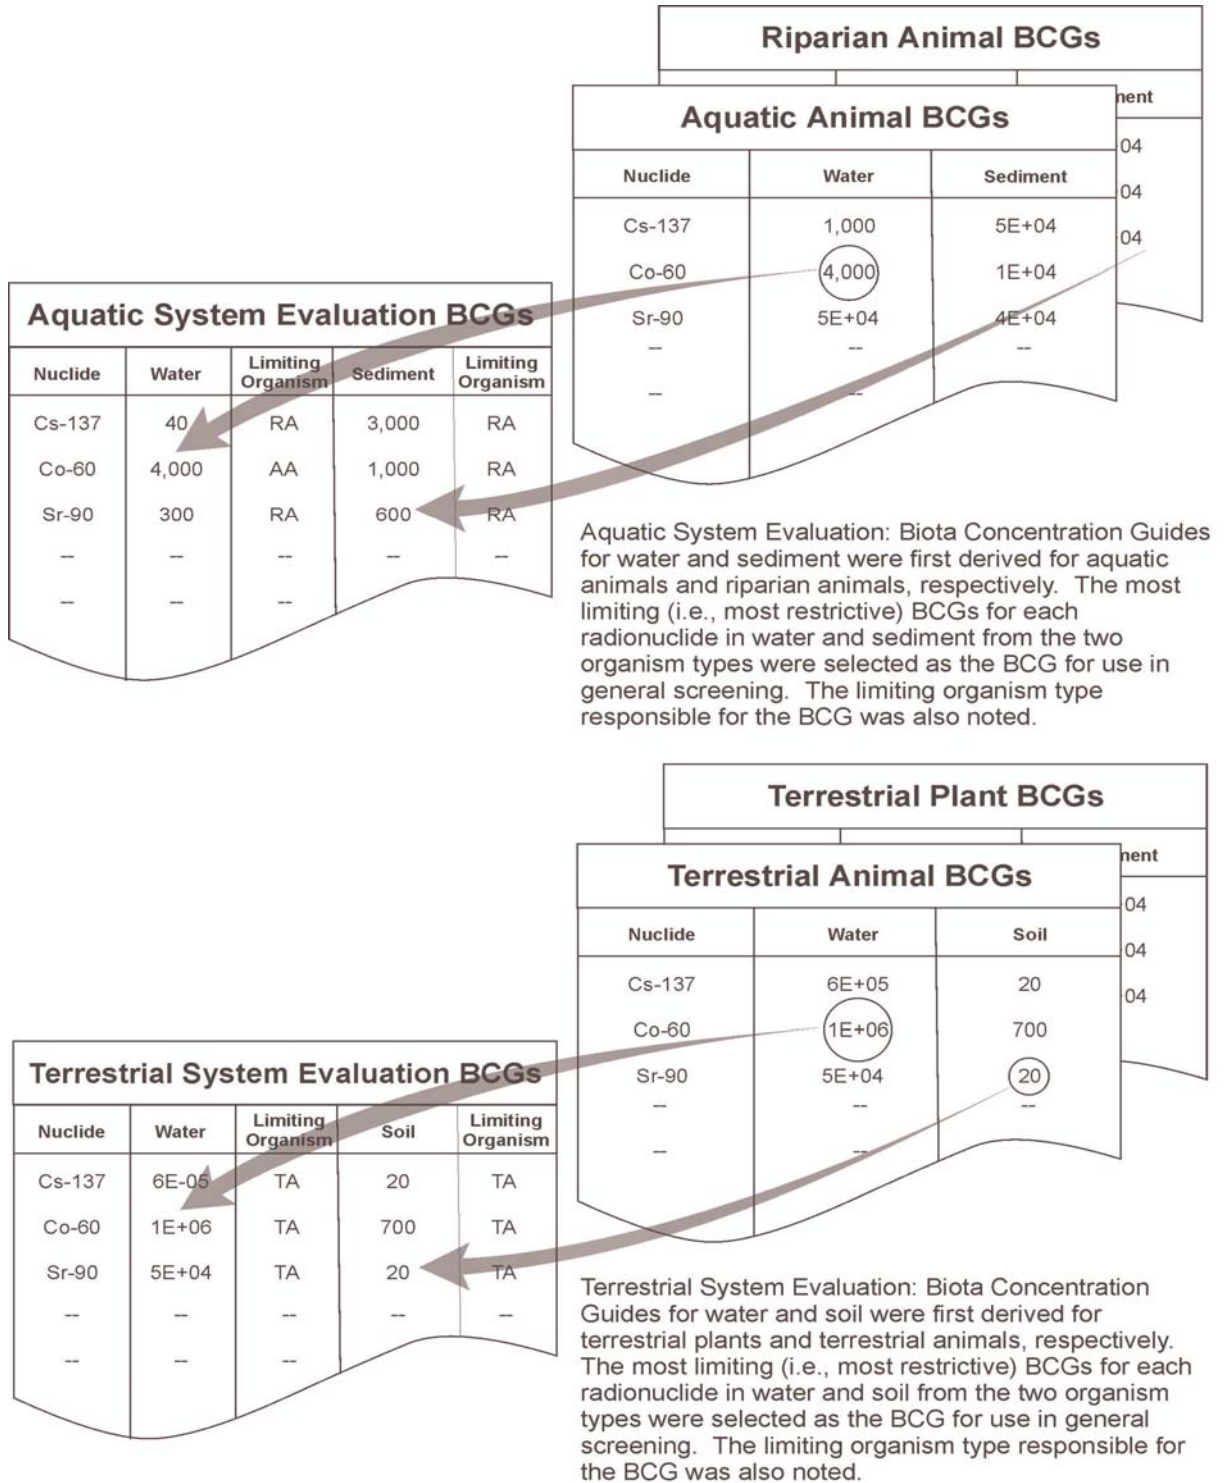 Riparian Animal BCGs
ment
04
04
04
Aquatic Animal BCGs
Nuclide Water Sediment
Cs-137 1,000 5E+04
Co-60 4,000 1E+04
Sr-90 5E+04 4E+04
-- -- --
-- --
Aquatic System Evaluation BCGs
Nuclide Water Limiting Organism Sediment Limiting Organism
Cs-137 40 RA 3,000 RA
Co-60 4,000 AA 1,000 RA
Sr-90 300 RA 600 RA
-- -- -- -- --
-- -- --
Aquatic System Evaluation: Biota Concentration Guides
for water and sediment were first derived for aquatic
animals and riparian animals, respectively. The most
limiting (i.e., most restrictive) BCGs for each
radionuclide in water and sediment from the two
organism types were selected as the BCG for use in
general screening. The limiting organism type
responsible for the BCG was also noted.
Terrestrial Plant BCGs
ment
04
04
04
Terrestrial Animal BCGs
Nuclide Water Soil
Cs-137 6E+05 20
Co-60 1E+06 700
Sr-90 5E+04 20
-- -- --
-- --
Terrestrial System Evaluation BCGs
Nuclide Water Limiting Organism Soil Limiting Organism
Cs-137 6E-05 TA 20 TA
Co-60 1E+06 TA 700 TA
Sr-90 5E+04 TA 20 TA
-- -- -- -- --
-- -- --
Terrestrial System Evaluation: Biota Concentration
Guides for water and soil were first derived for
terrestrial plants and terrestrial animals, respectively.
The most limiting (i.e., most restrictive) BCGs for each
radionuclide in water and soil from the two organism
types were selected as the BCG for use in general
screening. The limiting organism type responsible for
the BCG was also noted.